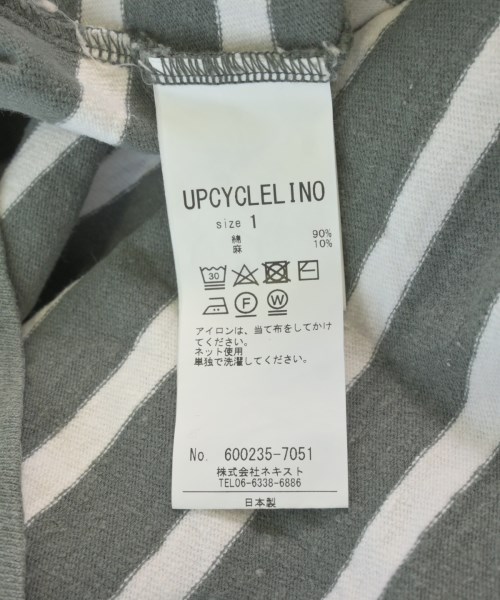 UPCYCLELINO
size 1
綿 90%
麻 10%
30
F W
アイロンは、当て布をしてかけ
てください。
ネット使用
単独で洗濯してください。
No. 600235-7051
株式会社ネキスト
TEL06-6338-6886
日本製